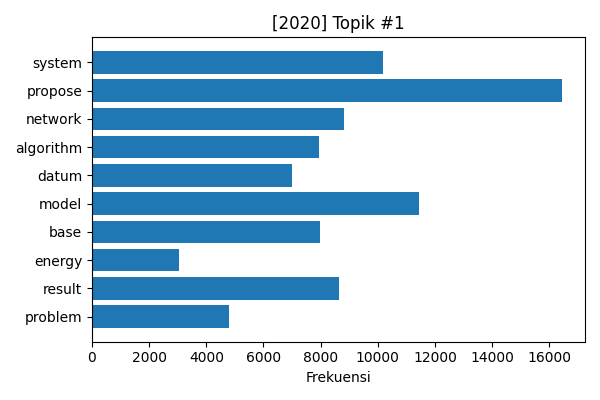 [2020] Topik #1
system
propose
network
algorithm
datum
model
base
energy
result
problem
0 2000 4000 6000 8000 10000 12000 14000 16000
Frekuensi